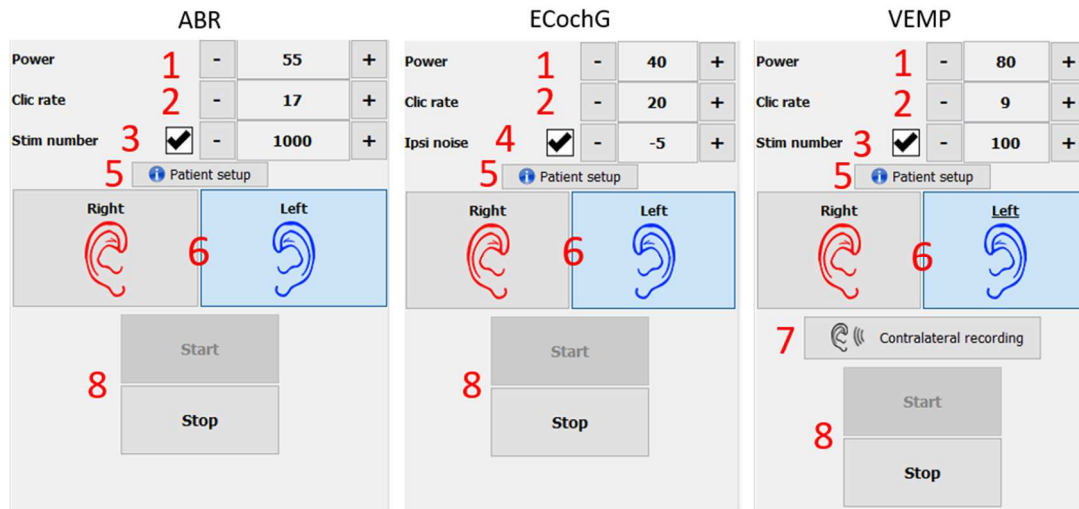 ABR
Power 1 - 55 +
Clic rate 2 - 17 +
Stim number 3 - 1000 +
5 Patient setup
Right 6 Left
Start
8
Stop
ECochG
Power 1 - 40 +
Clic rate 2 - 20 +
Ipsi noise 4 - -5 +
5 Patient setup
Right 6 Left
Start
8
Stop
VEMP
Power 1 - 80 +
Clic rate 2 - 9 +
Stim number 3 - 100 +
5 Patient setup
Right 6 Left
7 Contralateral recording
Start
8
Stop